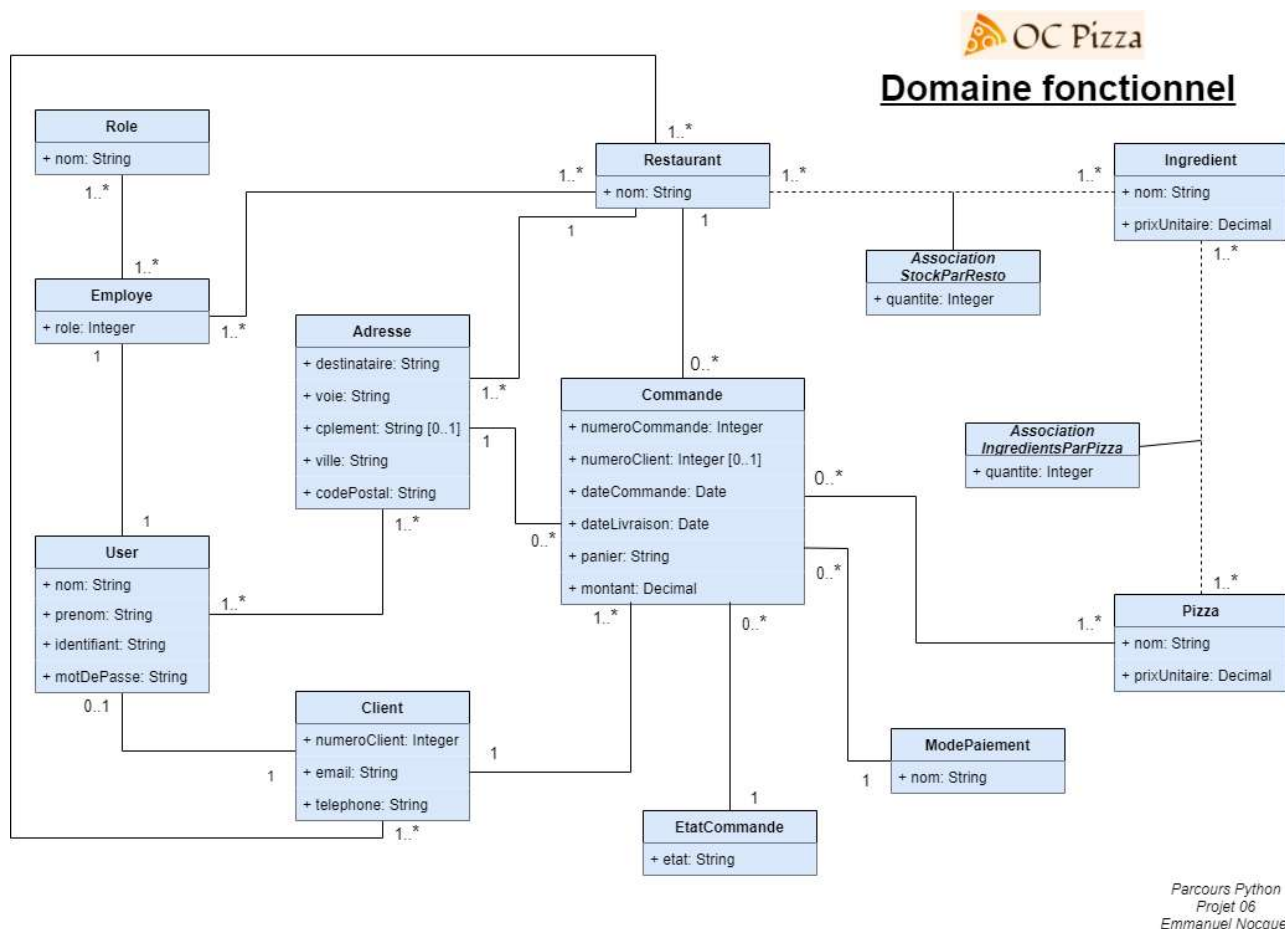 OC Pizza
Domaine fonctionnel
Role
+ nom: String
1..*
1..*
Employe
+ role: Integer
1
1..*
1..*
1..*
Restaurant
+ nom: String
1
1
1..*
1..*
Ingredient
+ nom: String
+ prixUnitaire: Decimal
1..*
Association
StockParResto
+ quantite: Integer
Adresse
+ destinataire: String
+ voie: String
+ cplement: String [0..1]
+ ville: String
+ codePostal: String
1..*
1
1..*
0..*
0..*
Commande
+ numeroCommande: Integer
+ numeroClient: Integer [0..1]
+ dateCommande: Date
+ dateLivraison: Date
+ panier: String
+ montant: Decimal
0..*
0..*
1..*
0..*
Association
IngredientsParPizza
+ quantite: Integer
1
User
+ nom: String
+ prenom: String
+ identifiant: String
+ motDePasse: String
1..*
0..1
1..*
1..*
Pizza
+ nom: String
+ prixUnitaire: Decimal
Client
+ numeroClient: Integer
+ email: String
+ telephone: String
1
1
1..*
ModePaiement
+ nom: String
1
1
EtatCommande
+ etat: String
Parcours Python
Projet 06
Emmanuel Nocque